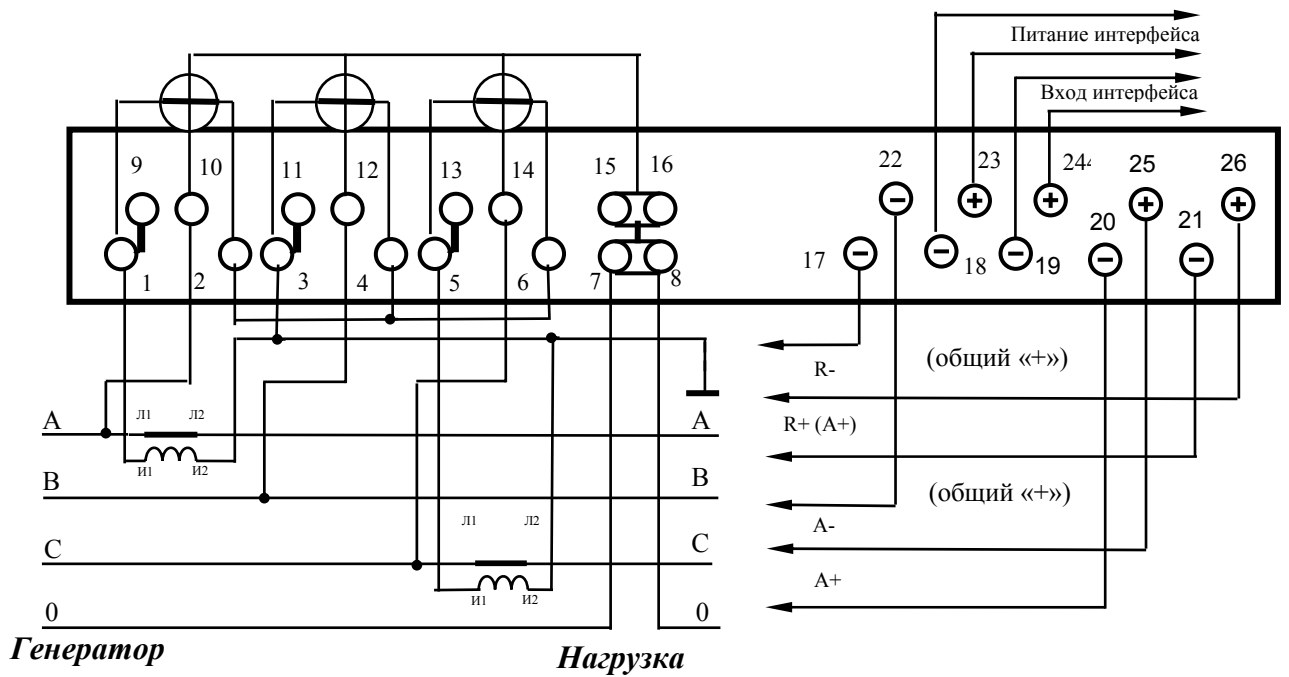 Питание интерфейса
Вход интерфейса
9 10 11 12 13 14 15 16 22 23 244 25 26
20 21
1 2 3 4 5 6 7 8 17 18 19
R-
(общий «+»)
R+ (A+)
A Л1 Л2 A
И1 И2
B B
(общий «+»)
Л1 Л2
A-
C C
A+
И1 И2
0 0
Генератор
Нагрузка